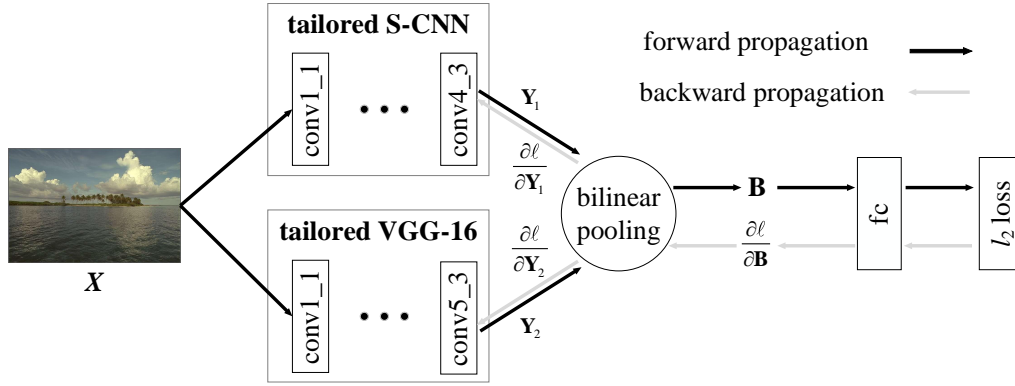 tailored S-CNN
conv1_1
conv4_3
forward propagation
backward propagation
Y₁
∂ℓ
∂Y₁
X
bilinear
pooling
B
∂ℓ
∂B
fc
l₂ loss
tailored VGG-16
conv1_1
conv5_3
∂ℓ
∂Y₂
Y₂